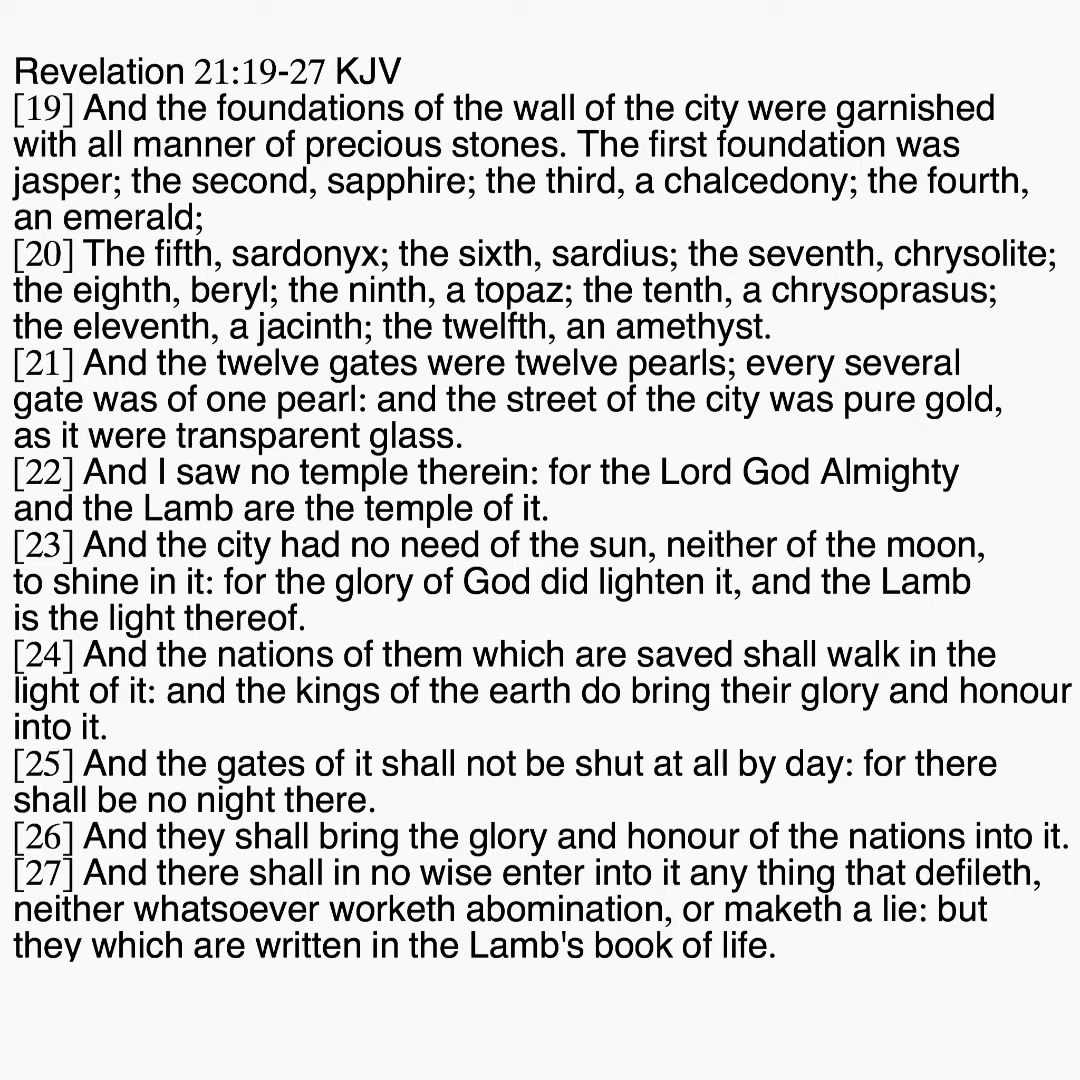 Revelation 21:19-27 KJV
[19] And the foundations of the wall of the city were garnished
with all manner of precious stones. The first foundation was
jasper; the second, sapphire; the third, a chalcedony; the fourth,
an emerald;
[20] The fifth, sardonyx; the sixth, sardius; the seventh, chrysolite;
the eighth, beryl; the ninth, a topaz; the tenth, a chrysoprasus;
the eleventh, a jacinth; the twelfth, an amethyst.
[21] And the twelve gates were twelve pearls; every several
gate was of one pearl: and the street of the city was pure gold,
as it were transparent glass.
[22] And I saw no temple therein: for the Lord God Almighty
and the Lamb are the temple of it.
[23] And the city had no need of the sun, neither of the moon,
to shine in it: for the glory of God did lighten it, and the Lamb
is the light thereof.
[24] And the nations of them which are saved shall walk in the
light of it: and the kings of the earth do bring their glory and honour
into it.
[25] And the gates of it shall not be shut at all by day: for there
shall be no night there.
[26] And they shall bring the glory and honour of the nations into it.
[27] And there shall in no wise enter into it any thing that defileth,
neither whatsoever worketh abomination, or maketh a lie: but
they which are written in the Lamb's book of life.